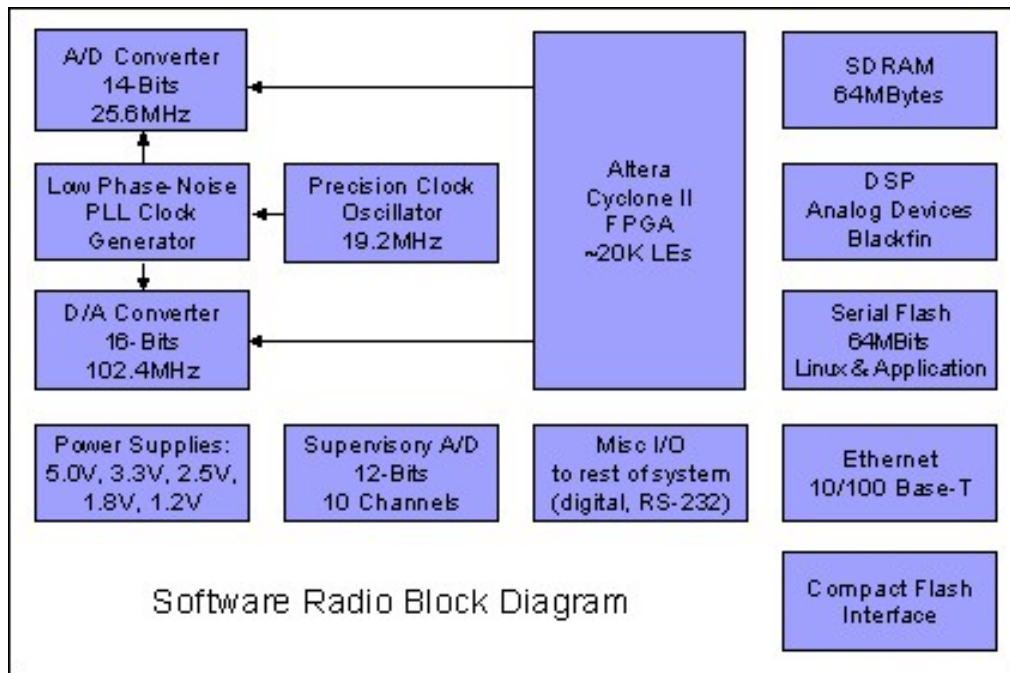 A/D Converter
14-Bits
25.6MHz
Low Phase-Noise
PLL Clock
Generator
Precision Clock
Oscillator
19.2MHz
D/A Converter
16-Bits
102.4MHz
Altera
Cyclone II
FPGA
~20K LEs
SDRAM
64MBytes
DSP
Analog Devices
Blackfin
Serial Flash
64MBits
Linux & Application
Power Supplies:
5.0V, 3.3V, 2.5V,
1.8V, 1.2V
Supervisory A/D
12-Bits
10 Channels
Misc I/O
to rest of system
(digital, RS-232)
Ethernet
10/100 Base-T
Compact Flash
Interface
Software Radio Block Diagram